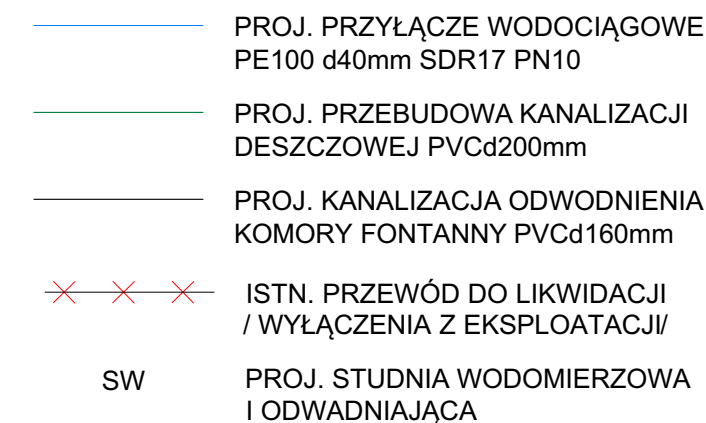 PROJ. PRZYŁĄCZE WODOCIĄGOWE
PE100 d40mm SDR17 PN10
PROJ. PRZEBUDOWA KANALIZACJI
DESZCZOWEJ PVCd200mm
PROJ. KANALIZACJA ODWODNIENIA
KOMORY FONTANNY PVCd160mm
ISTN. PRZEWÓD DO LIKWIDACJI
/ WYŁĄCZENIA Z EKSPLOATACJI/
SW PROJ. STUDNIA WODOMIERZOWA
I ODWADNIAJĄCA